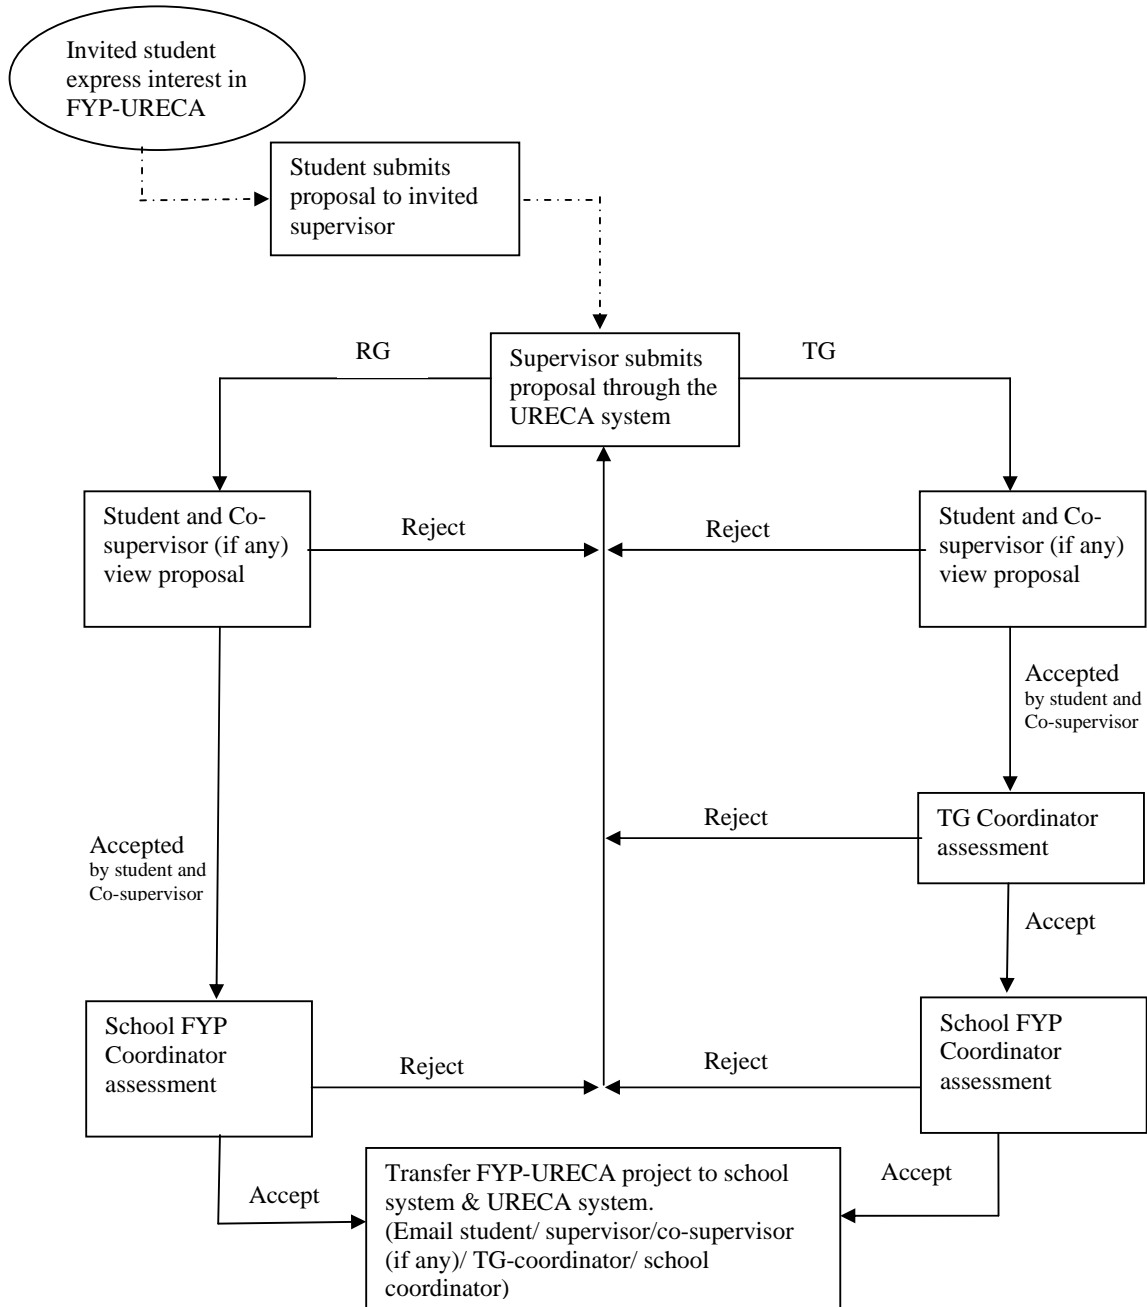 Invited student
express interest in
FYP-URECA
Student submits
proposal to invited
supervisor
RG
Supervisor submits
proposal through the
URECA system
TG
Student and Co-
supervisor (if any)
view proposal
Reject
Reject
Student and Co-
supervisor (if any)
view proposal
Accepted
by student and
Co-supervisor
Reject
TG Coordinator
assessment
Accepted
by student and
Co-supervisor
Accept
School FYP
Coordinator
assessment
Reject
Reject
School FYP
Coordinator
assessment
Accept
Transfer FYP-URECA project to school
system & URECA system.
(Email student/ supervisor/co-supervisor
(if any)/ TG-coordinator/ school
coordinator)
Accept